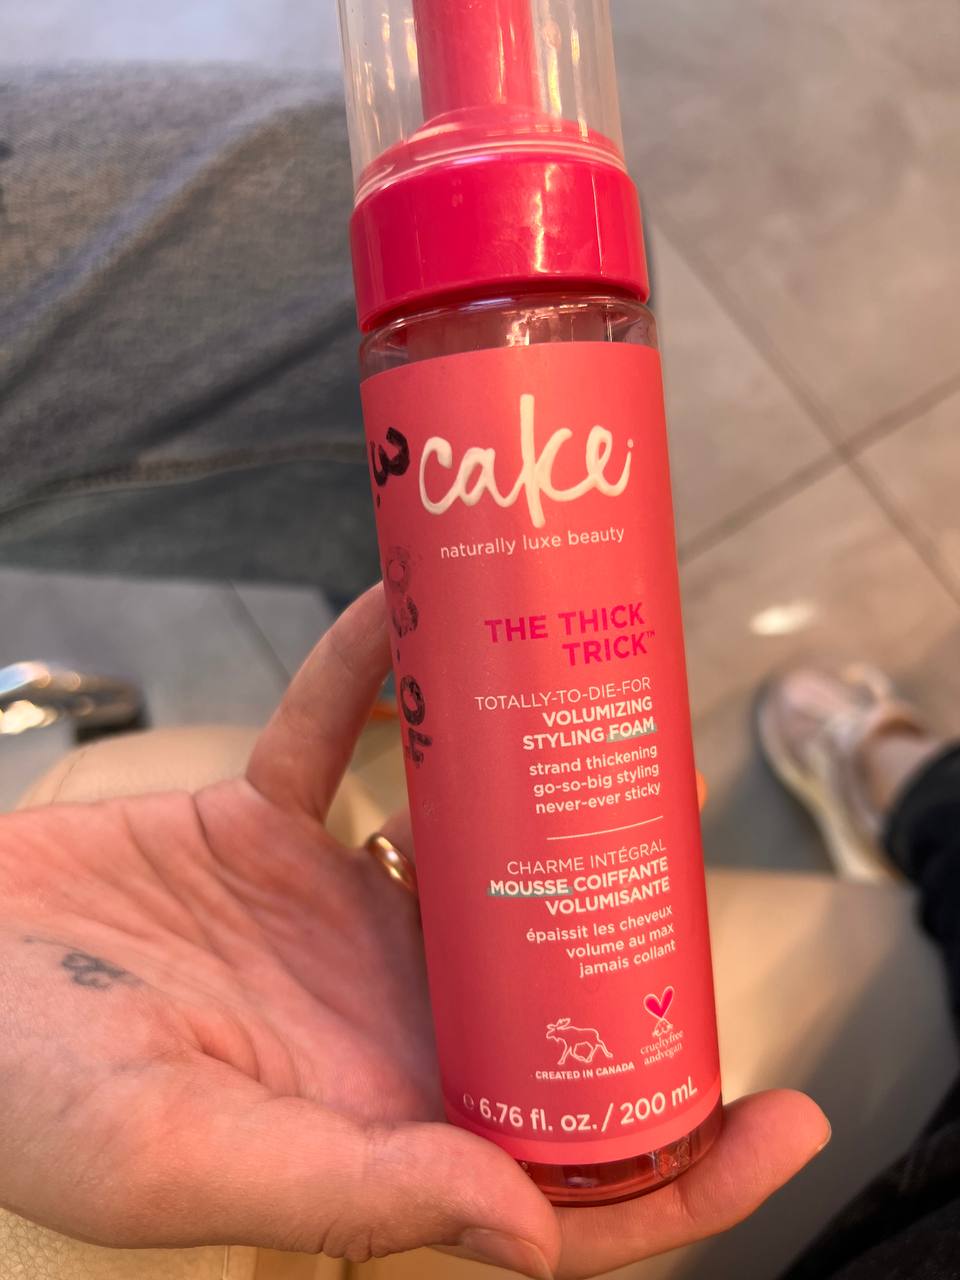 cake
naturally luxe beauty
THE THICK
TRICK™
TOTALLY-TO-DIE-FOR
VOLUMIZING
STYLING FOAM
strand thickening
go-so-big styling
never-ever sticky
CHARME INTÉGRAL
MOUSSE COIFFANTE
VOLUMISANTE
épaissit les cheveux
volume au max
jamais collant
CREATED IN CANADA
crueltyfree
andvegan
℮ 6.76 fl. oz. / 200 mL